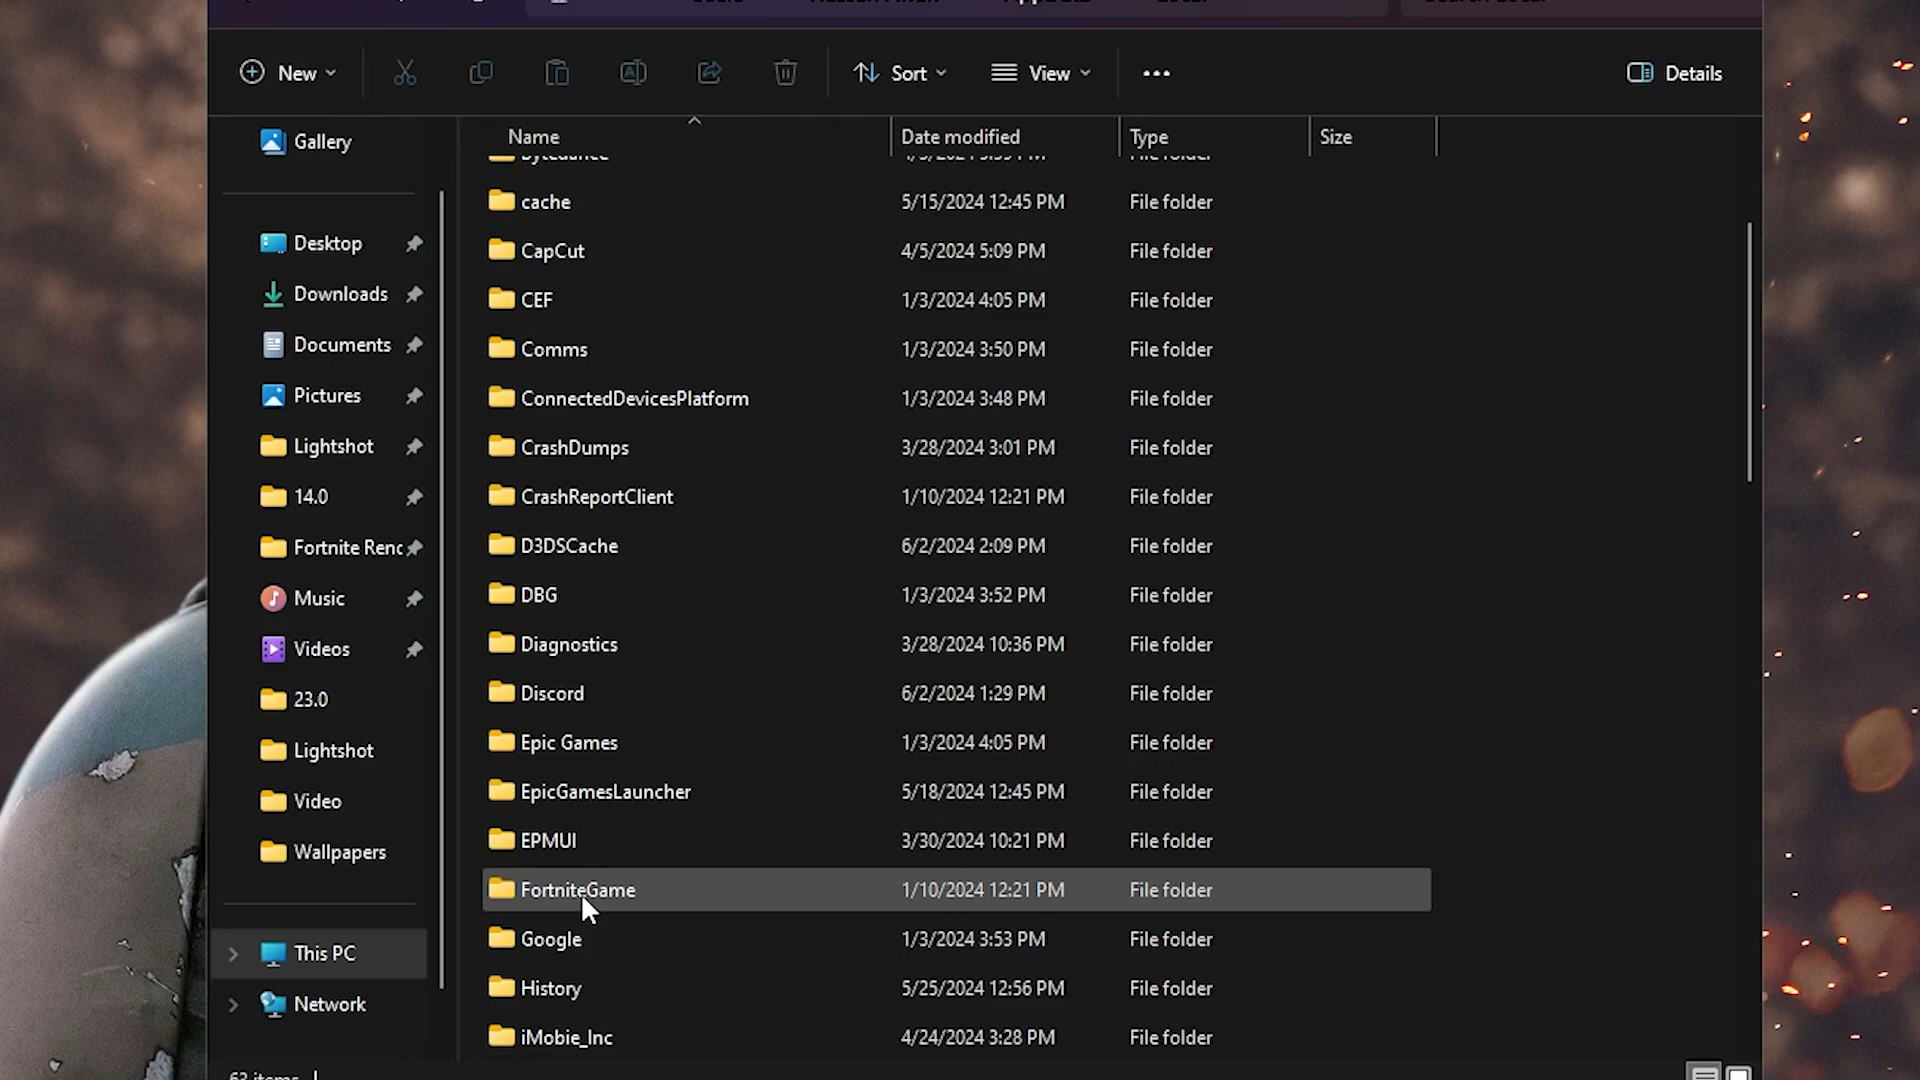 New
Sort
View
Details
Gallery
Desktop
Downloads
Documents
Pictures
Lightshot
14.0
Fortnite Renc
Music
Videos
23.0
Lightshot
Video
Wallpapers
This PC
Network
Name Date modified Type Size
cache 5/15/2024 12:45 PM File folder
CapCut 4/5/2024 5:09 PM File folder
CEF 1/3/2024 4:05 PM File folder
Comms 1/3/2024 3:50 PM File folder
ConnectedDevicesPlatform 1/3/2024 3:48 PM File folder
CrashDumps 3/28/2024 3:01 PM File folder
CrashReportClient 1/10/2024 12:21 PM File folder
D3DSCache 6/2/2024 2:09 PM File folder
DBG 1/3/2024 3:52 PM File folder
Diagnostics 3/28/2024 10:36 PM File folder
Discord 6/2/2024 1:29 PM File folder
Epic Games 1/3/2024 4:05 PM File folder
EpicGamesLauncher 5/18/2024 12:45 PM File folder
EPMUI 3/30/2024 10:21 PM File folder
FortniteGame 1/10/2024 12:21 PM File folder
Google 1/3/2024 3:53 PM File folder
History 5/25/2024 12:56 PM File folder
iMobie_Inc 4/24/2024 3:28 PM File folder
63 items